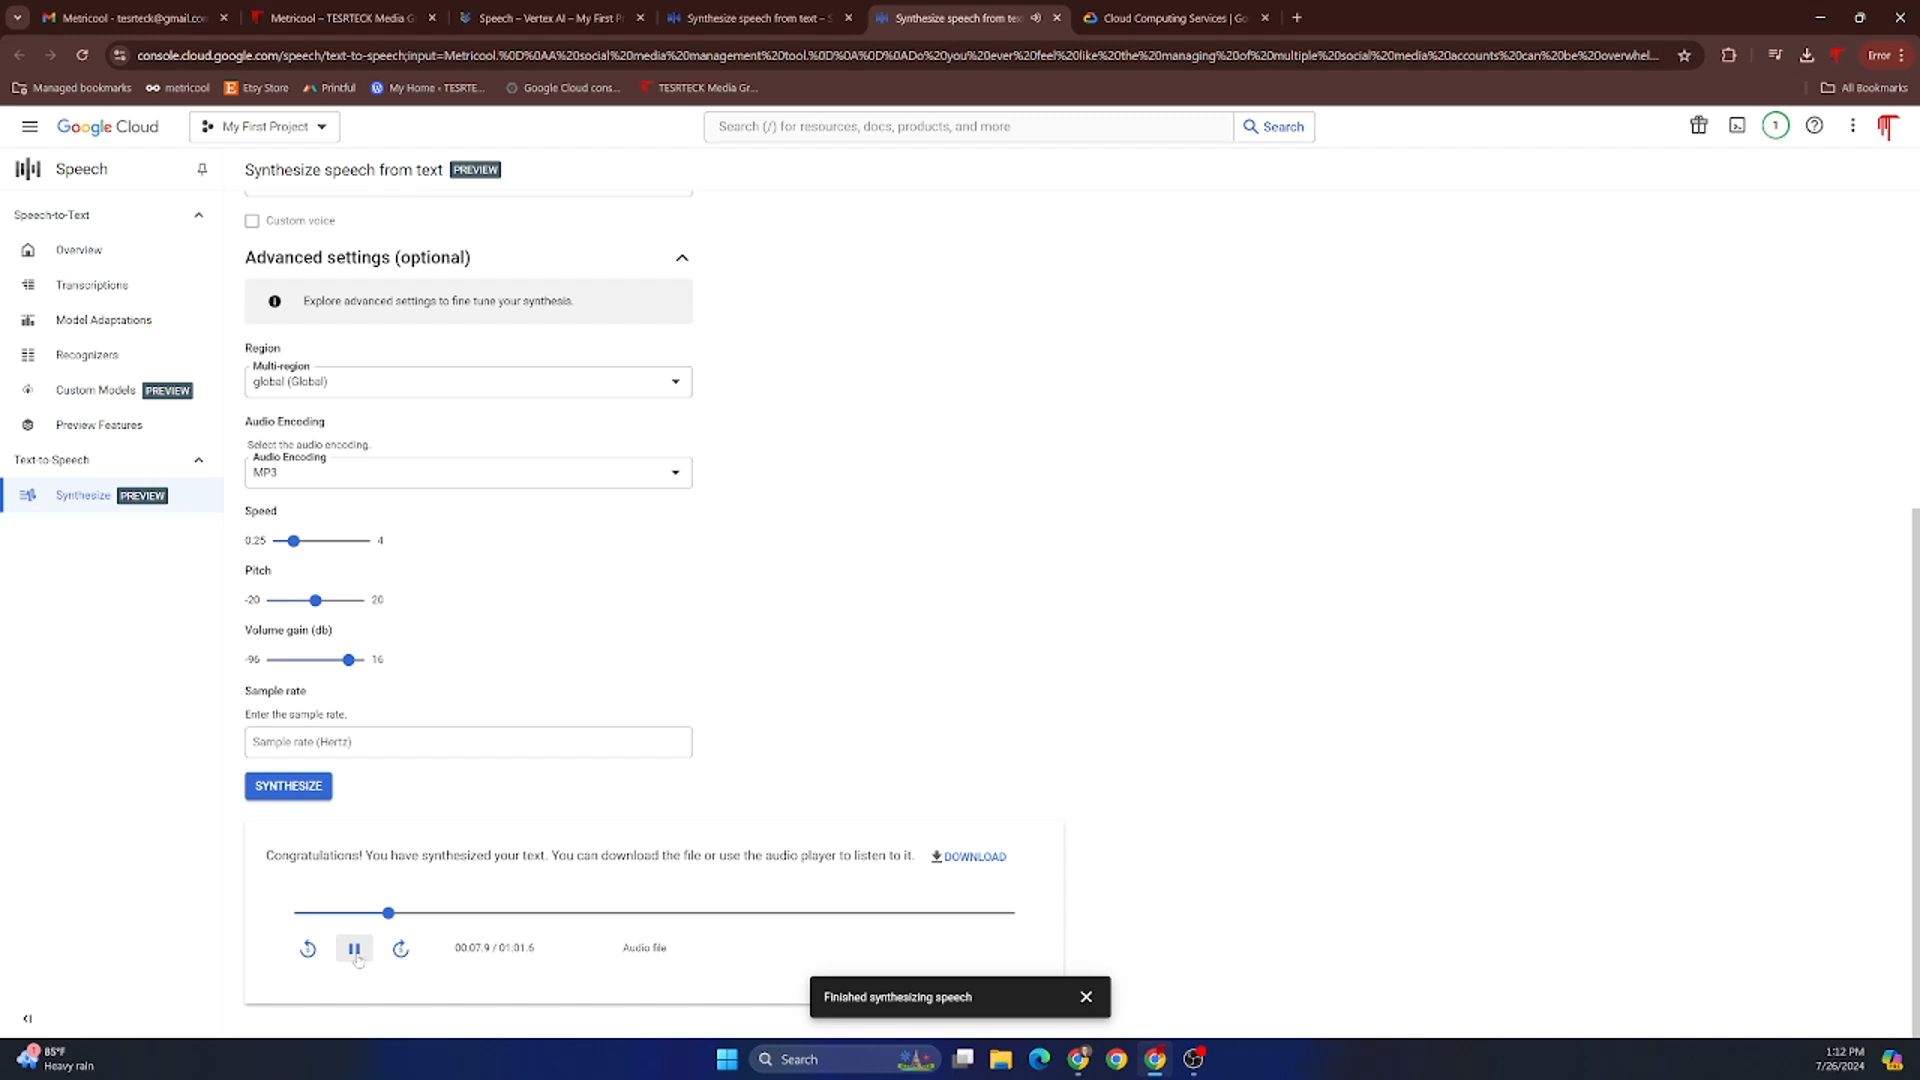 Metricool - tesrteck@gmail.co
Metricool – TESRTECK Media G
Speech – Vertex AI – My First P
Synthesize speech from text – S
Synthesize speech from tex
Cloud Computing Services | Go
console.cloud.google.com/speech/text-to-speech;input=Metricool.%0D%0AA%20social%20media%20management%20tool.%0D%0A%0D%0ADo%20you%20ever%20feel%20like%20the%20managing%20of%20multiple%20social%20media%20accounts%20can%20be%20overwhel...
Error
Managed bookmarks
metricool
Etsy Store
Printful
My Home ‹ TESRTE...
Google Cloud cons...
TESRTECK Media Gr...
All Bookmarks
Google Cloud
My First Project
Search (/) for resources, docs, products, and more
Search
1
Speech
Synthesize speech from text PREVIEW
Speech-to-Text
Overview
Transcriptions
Model Adaptations
Recognizers
Custom Models PREVIEW
Preview Features
Text-to-Speech
Synthesize PREVIEW
Custom voice
Advanced settings (optional)
Explore advanced settings to fine tune your synthesis.
Region
Multi-region
global (Global)
Audio Encoding
Select the audio encoding.
Audio Encoding
MP3
Speed
0.25 4
Pitch
-20 20
Volume gain (db)
-96 16
Sample rate
Enter the sample rate.
Sample rate (Hertz)
SYNTHESIZE
Congratulations! You have synthesized your text. You can download the file or use the audio player to listen to it.
DOWNLOAD
5
5
00:07.9 / 01:01.6
Audio file
Finished synthesizing speech
1
85°F
Heavy rain
Search
1:12 PM
7/26/2024